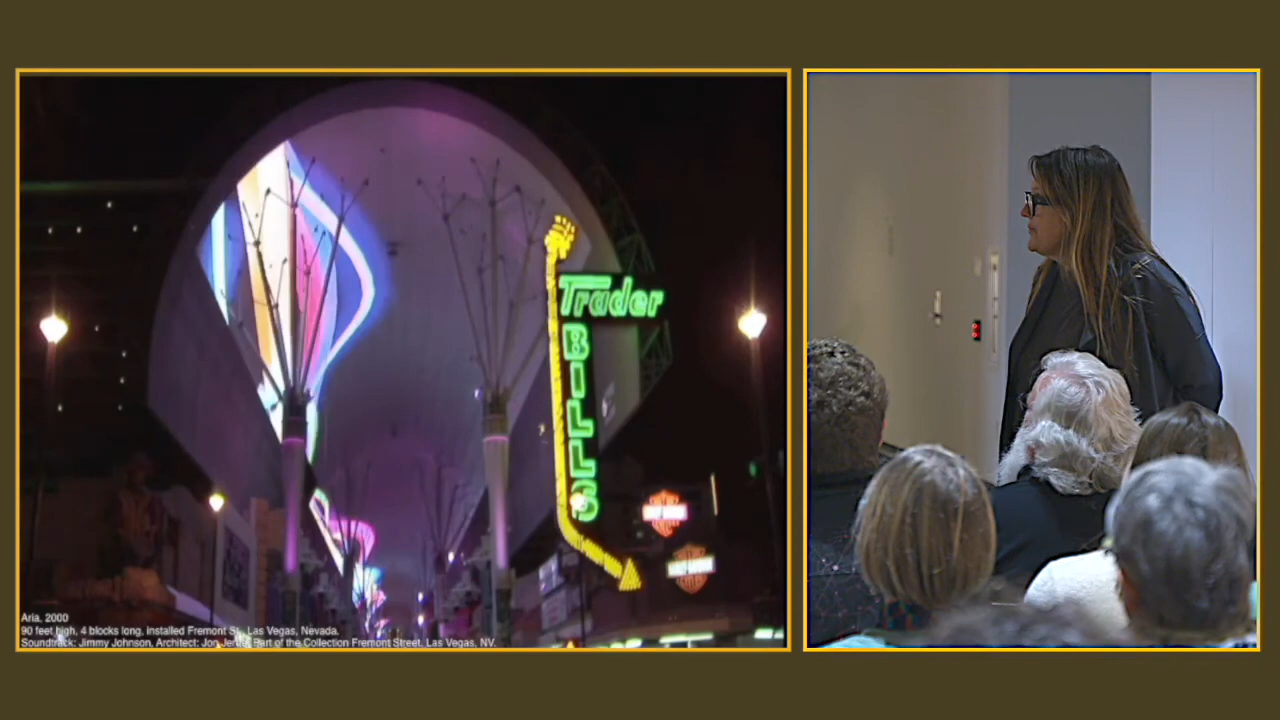 Trader
BILLS
Aria, 2000
90 feet high, 4 blocks long, installed Fremont St., Las Vegas, Nevada.
Soundtrack: Jimmy Johnson, Architect: Jon Jerde, Part of the Collection Fremont Street, Las Vegas, NV.